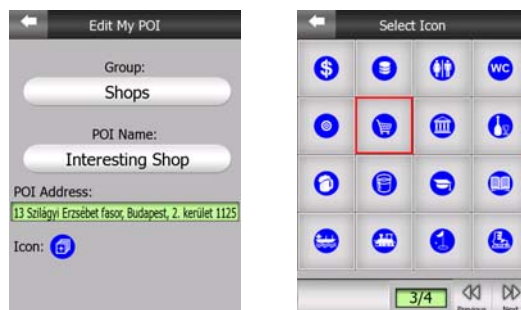 Edit My POI
Group:
Shops
POI Name:
Interesting Shop
POI Address:
13 Szilágyi Erzsébet fasor, Budapest, 2. kerület 1125
Icon:
Select Icon
$
WC
3/4
Previous
Next